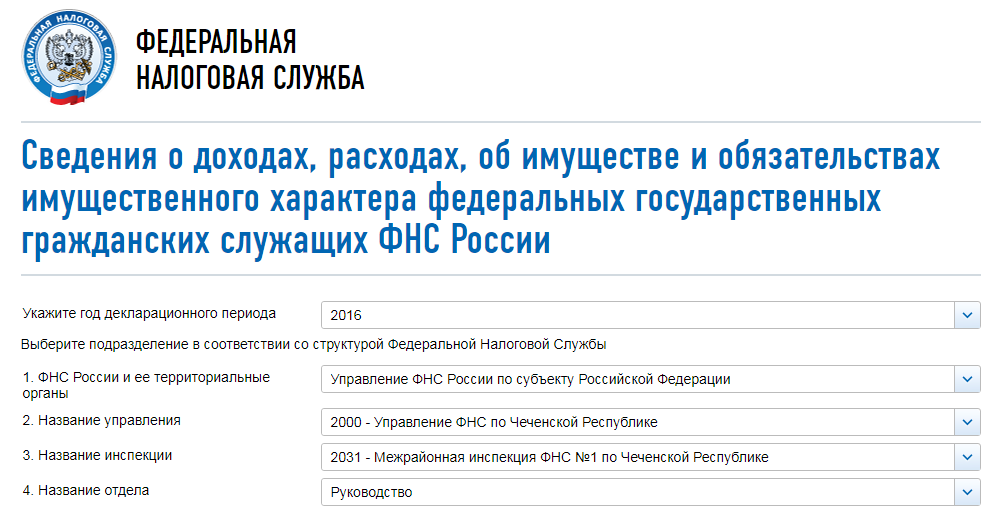 ФЕДЕРАЛЬНАЯ НАЛОГОВАЯ СЛУЖБА
ФЕДЕРАЛЬНАЯ
НАЛОГОВАЯ СЛУЖБА
Сведения о доходах, расходах, об имуществе и обязательствах
имущественного характера федеральных государственных
гражданских служащих ФНС России
Укажите год декларационного периода
2016
Выберите подразделение в соответствии со структурой Федеральной Налоговой Службы
1. ФНС России и ее территориальные
органы
Управление ФНС России по субъекту Российской Федерации
2. Название управления
2000 - Управление ФНС по Чеченской Республике
3. Название инспекции
2031 - Межрайонная инспекция ФНС №1 по Чеченской Республике
4. Название отдела
Руководство